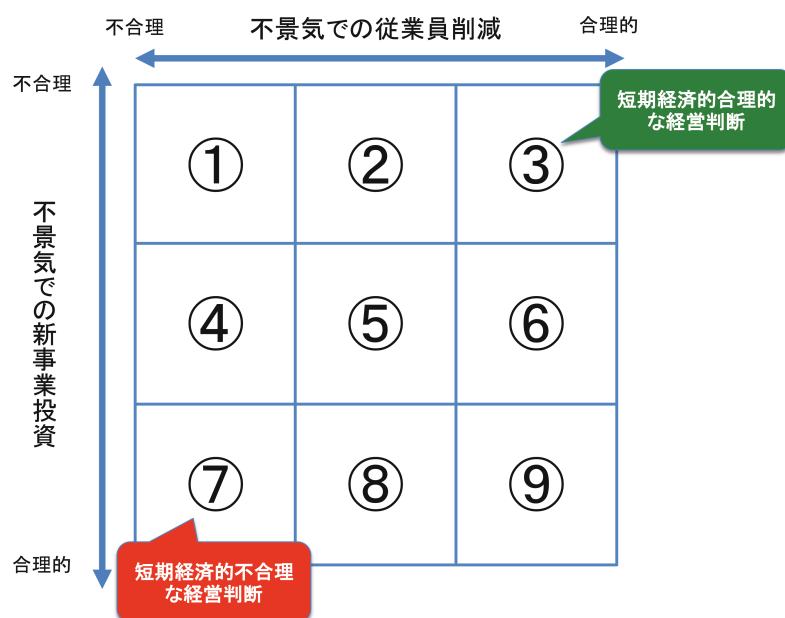 不合理
不景気での従業員削減
合理的
不合理
短期経済的合理的
な経営判断
①
②
③
不景気での新事業投資
④
⑤
⑥
⑦
⑧
⑨
合理的
短期経済的不合理
な経営判断